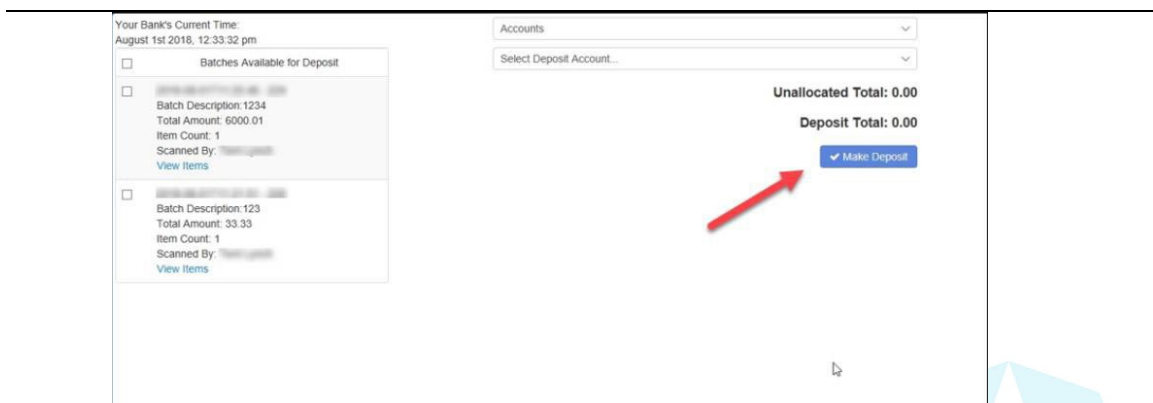 Your Bank's Current Time:
August 1st 2018, 12:33:32 pm
Batches Available for Deposit
Batch Description:1234
Total Amount: 6000.01
Item Count: 1
Scanned By:
View Items
Batch Description:123
Total Amount: 33.33
Item Count: 1
Scanned By:
View Items
Accounts
Select Deposit Account...
Unallocated Total: 0.00
Deposit Total: 0.00
Make Deposit